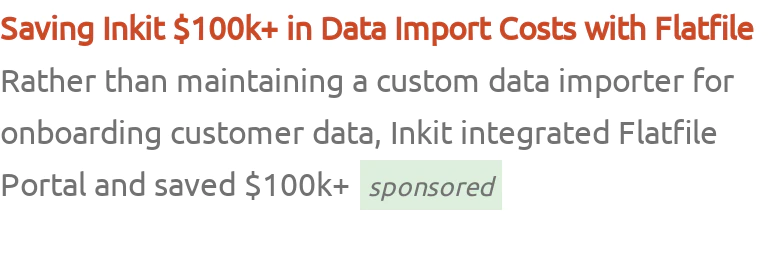 Saving Inkit $100k+ in Data Import Costs with Flatfile
Rather than maintaining a custom data importer for
onboarding customer data, Inkit integrated Flatfile
Portal and saved $100k+ sponsored